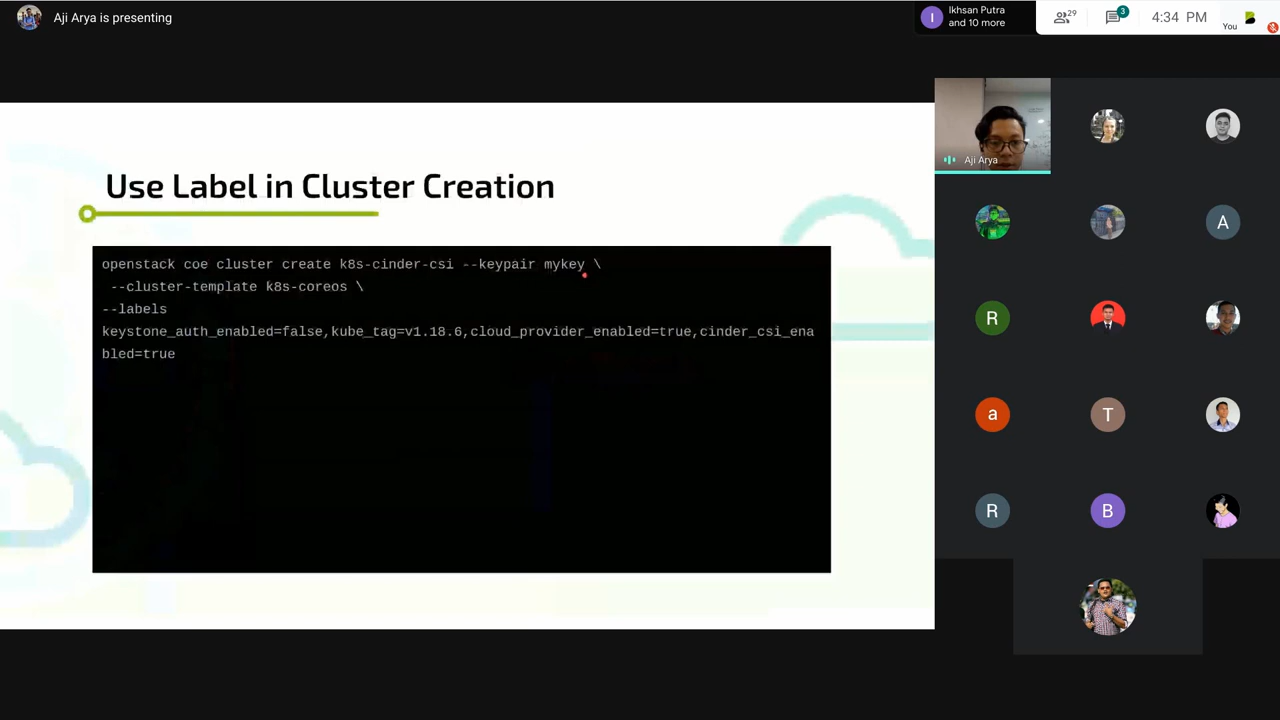 Aji Arya is presenting
Ikhsan Putra
and 10 more
29
3
4:34 PM
You
Use Label in Cluster Creation
openstack coe cluster create k8s-cinder-csi --keypair mykey \
--cluster-template k8s-coreos \
--labels
keystone_auth_enabled=false,kube_tag=v1.18.6,cloud_provider_enabled=true,cinder_csi_ena
bled=true
Aji Arya
I
A
R
a
T
R
B